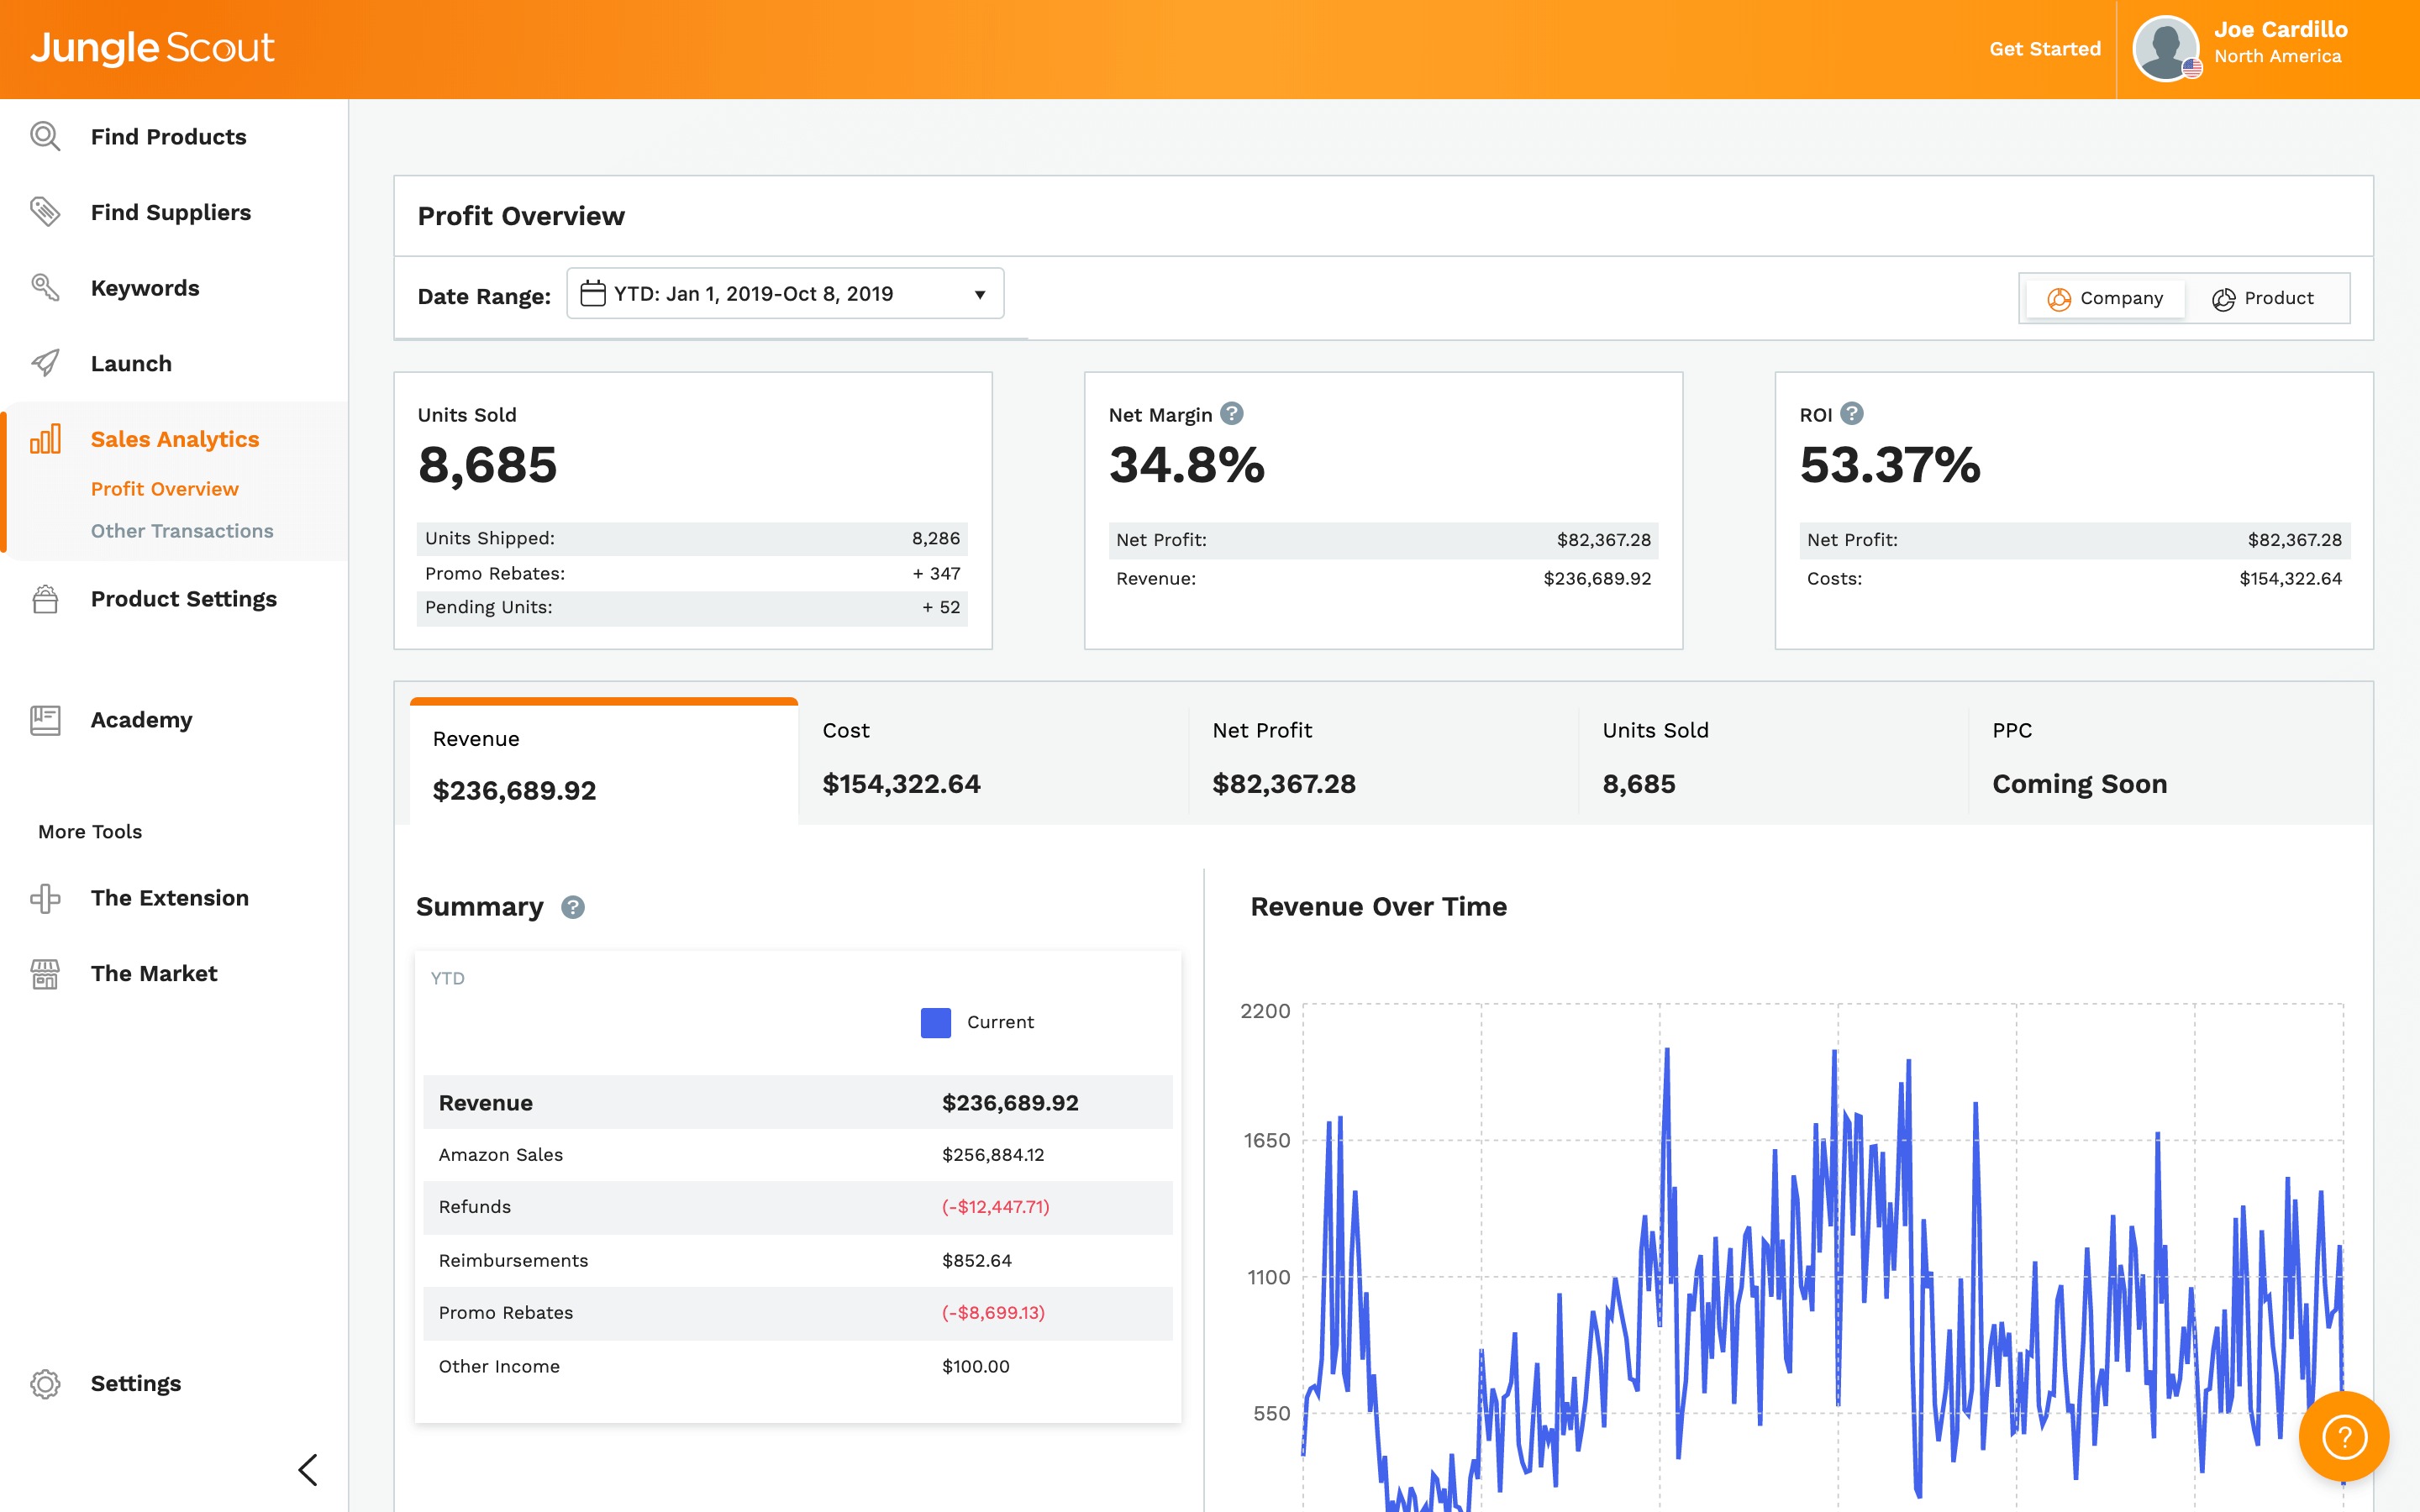 Jungle Scout
Get Started
Joe Cardillo
North America
Find Products
Find Suppliers
Keywords
Launch
Sales Analytics
Profit Overview
Other Transactions
Product Settings
Academy
More Tools
The Extension
The Market
Settings
Profit Overview
Date Range: YTD: Jan 1, 2019-Oct 8, 2019
Company Product
Units Sold
8,685
Units Shipped: 8,286
Promo Rebates: + 347
Pending Units: + 52
Net Margin ?
34.8%
Net Profit: $82,367.28
Revenue: $236,689.92
ROI ?
53.37%
Net Profit: $82,367.28
Costs: $154,322.64
Revenue
$236,689.92
Cost
$154,322.64
Net Profit
$82,367.28
Units Sold
8,685
PPC
Coming Soon
Summary ?
YTD
Current
Revenue $236,689.92
Amazon Sales $256,884.12
Refunds (-$12,447.71)
Reimbursements $852.64
Promo Rebates (-$8,699.13)
Other Income $100.00
Revenue Over Time
2200
1650
1100
550
?